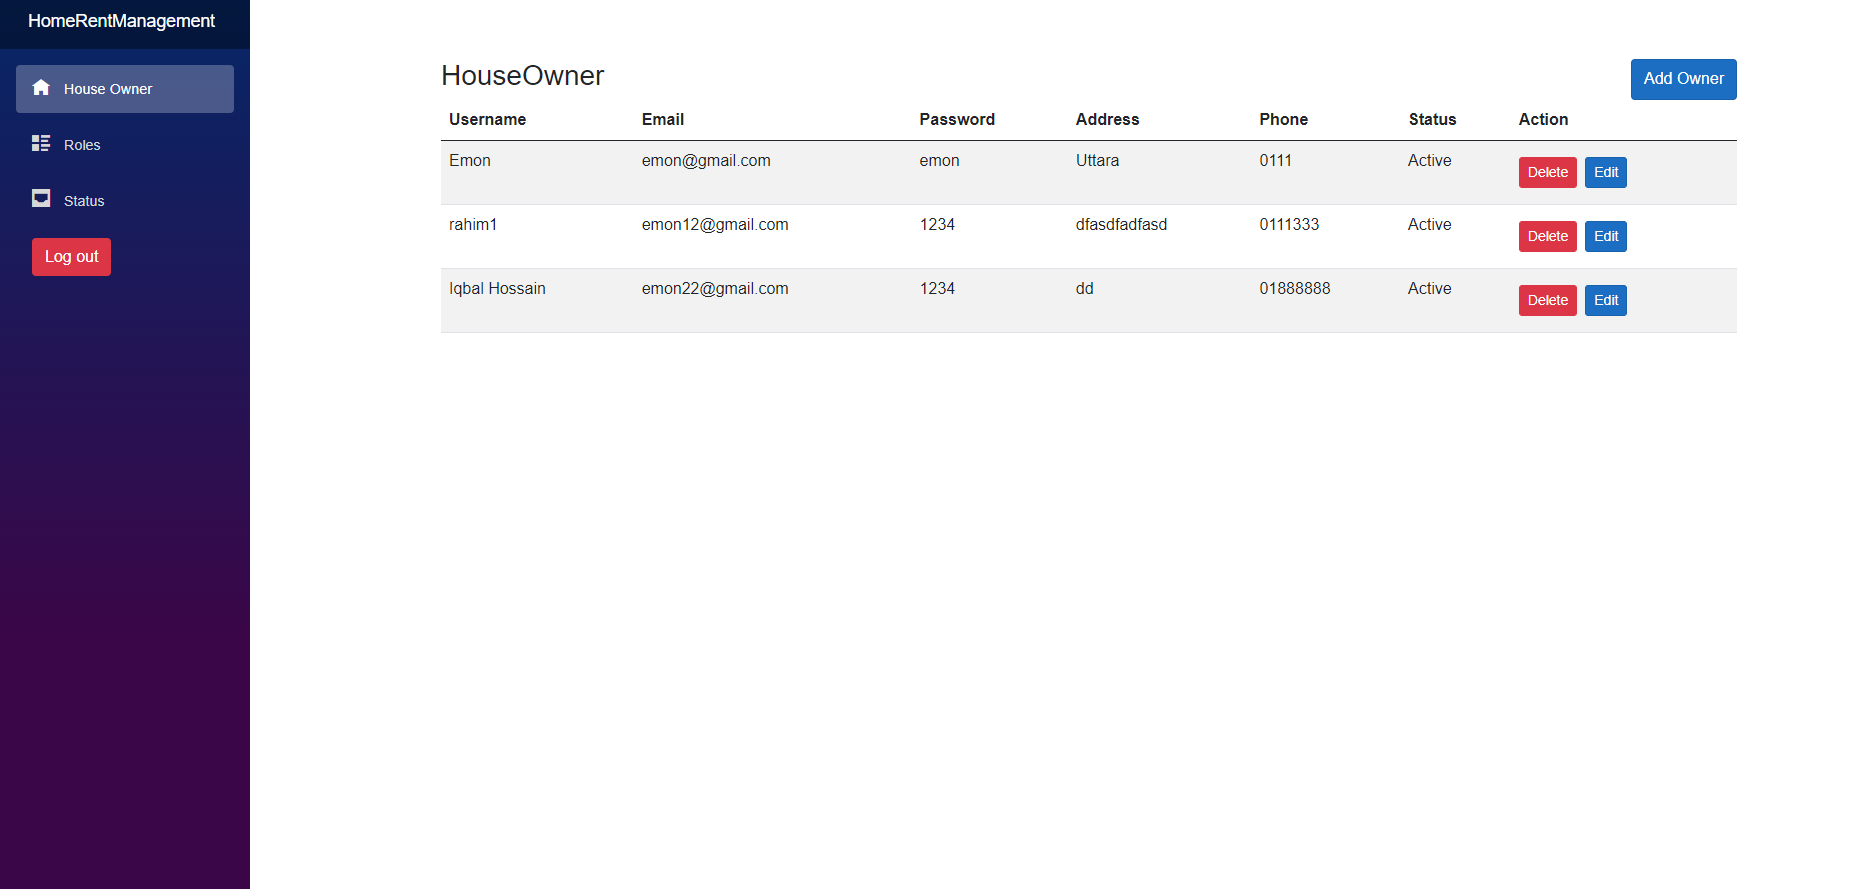 HomeRentManagement
House Owner
Roles
Status
Log out
HouseOwner
Add Owner
Username Email Password Address Phone Status Action
Emon emon@gmail.com emon Uttara 0111 Active Delete Edit
rahim1 emon12@gmail.com 1234 dfasdfadfasd 0111333 Active Delete Edit
Iqbal Hossain emon22@gmail.com 1234 dd 01888888 Active Delete Edit